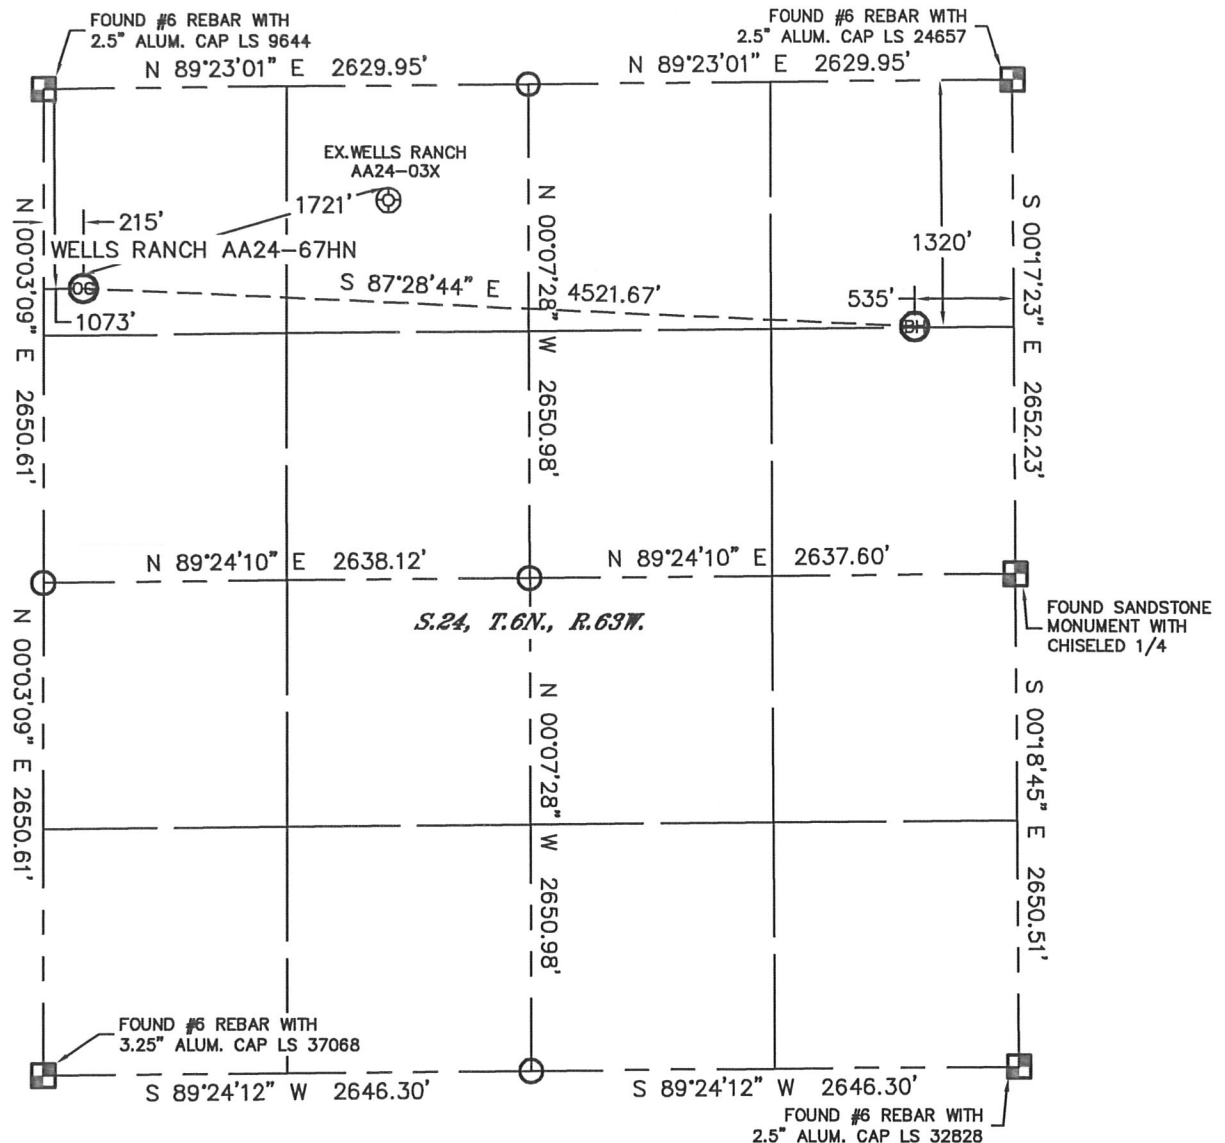 FOUND #6 REBAR WITH
2.5" ALUM. CAP LS 9644
FOUND #6 REBAR WITH
2.5" ALUM. CAP LS 24657
N 89°23'01" E 2629.95'
N 89°23'01" E 2629.95'
EX.WELLS RANCH
AA24-03X
1721'
215'
WELLS RANCH AA24-67HN
OG
1073'
N 00°03'09" E 2650.61'
S 87°28'44" E 4521.67'
N 00°07'28" W 2650.98'
1320'
535'
BH
S 00°17'23" E 2652.23'
N 89°24'10" E 2638.12'
N 89°24'10" E 2637.60'
S.24, T.6N., R.63W.
FOUND SANDSTONE
MONUMENT WITH
CHISELED 1/4
N 00°03'09" E 2650.61'
N 00°07'28" W 2650.98'
S 00°18'45" E 2650.51'
FOUND #6 REBAR WITH
3.25" ALUM. CAP LS 37068
S 89°24'12" W 2646.30'
S 89°24'12" W 2646.30'
FOUND #6 REBAR WITH
2.5" ALUM. CAP LS 32828